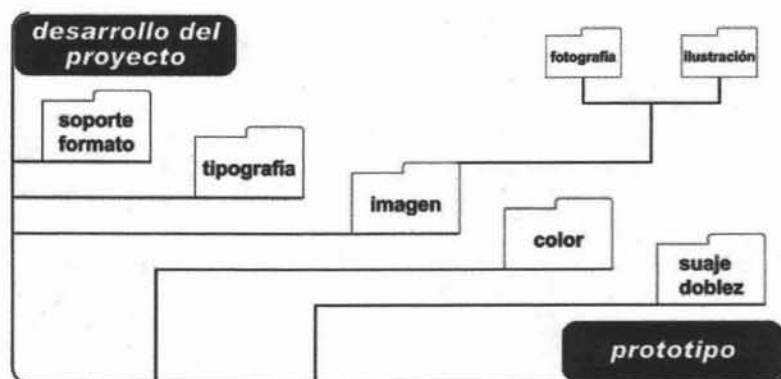 desarrollo del
proyecto
fotografía
ilustración
soporte
formato
tipografía
imagen
color
suaje
doblez
prototipo